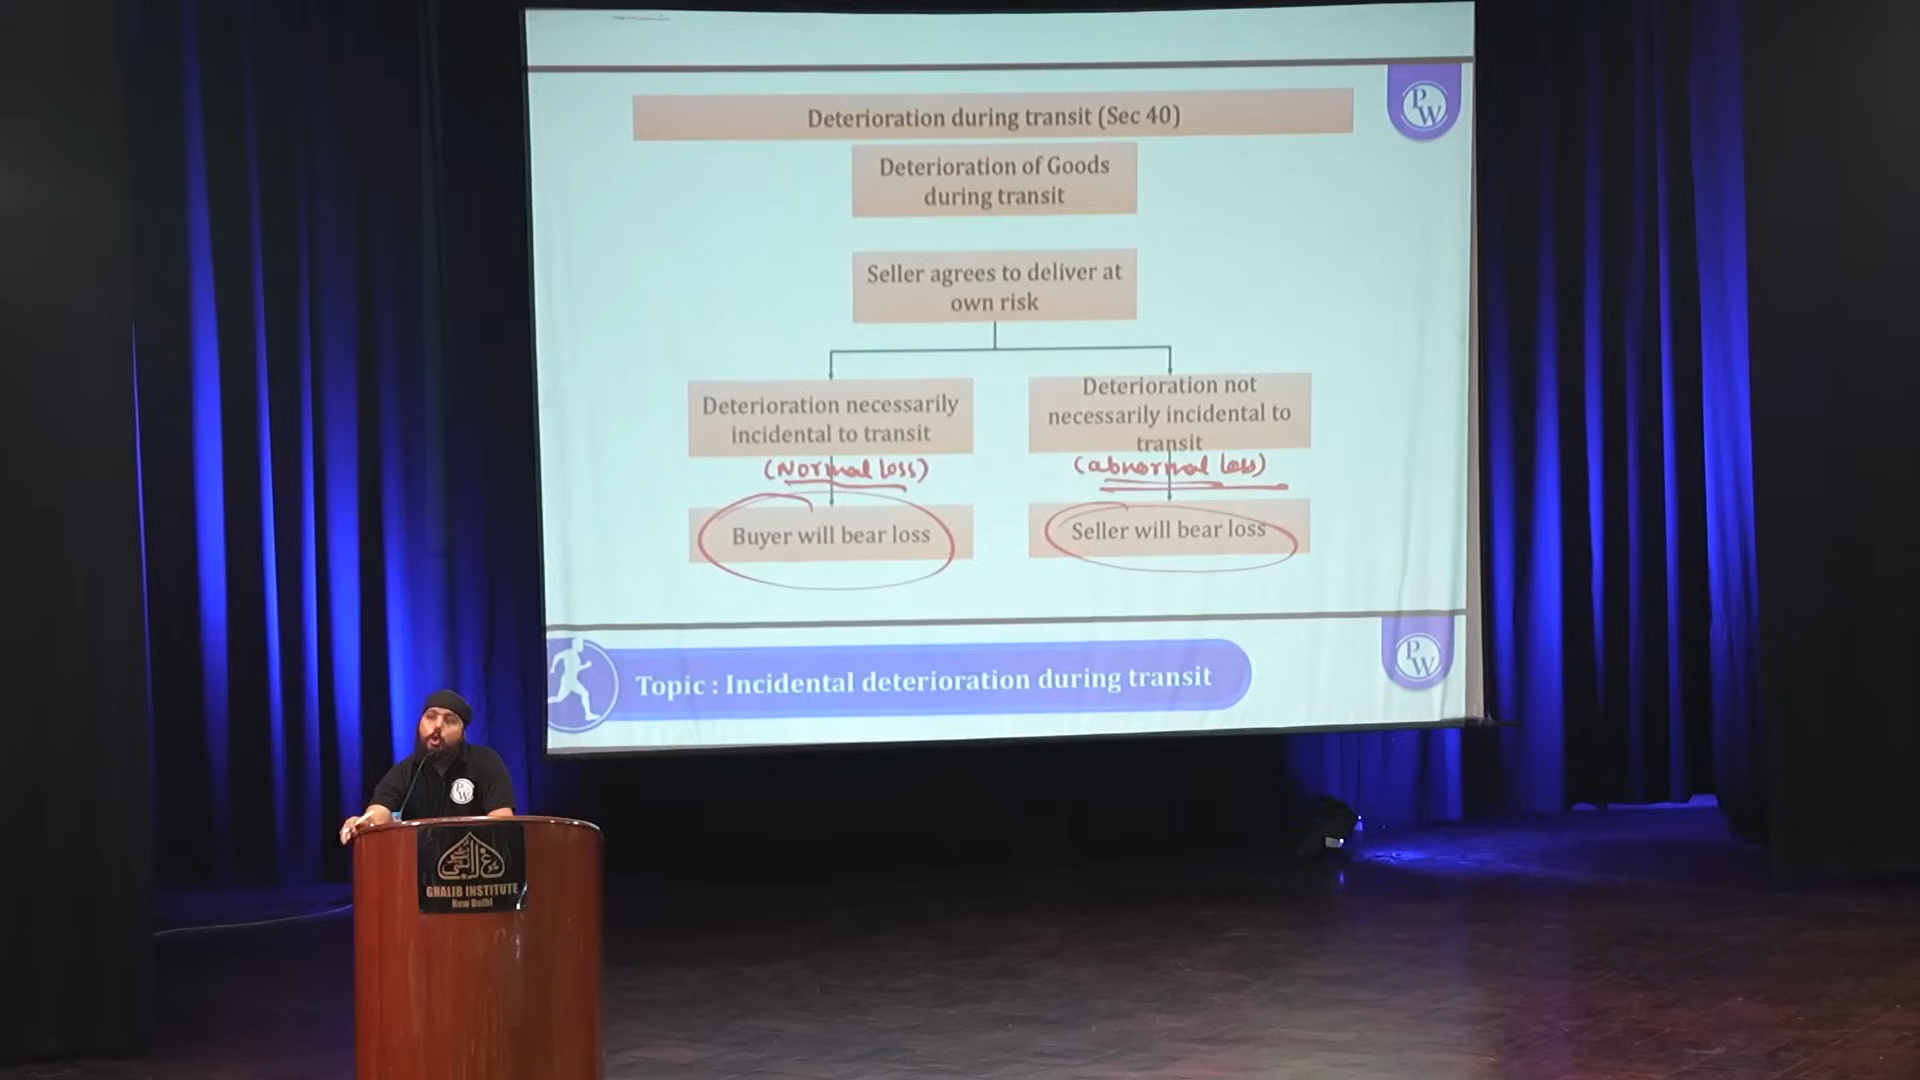 Deterioration during transit (Sec 40)
PW
Deterioration of Goods
during transit
Seller agrees to deliver at
own risk
Deterioration necessarily
incidental to transit
(Normal loss)
Buyer will bear loss
Deterioration not
necessarily incidental to
transit
(abnormal loss)
Seller will bear loss
Topic : Incidental deterioration during transit
PW
PW
GHALIB INSTITUTE
New Delhi